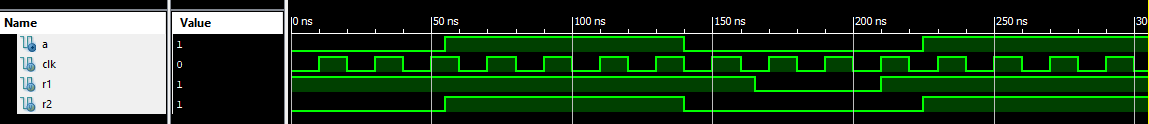 Name Value 0 ns 50 ns 100 ns 150 ns 200 ns 250 ns
a 1
clk 0
r1 1
r2 1